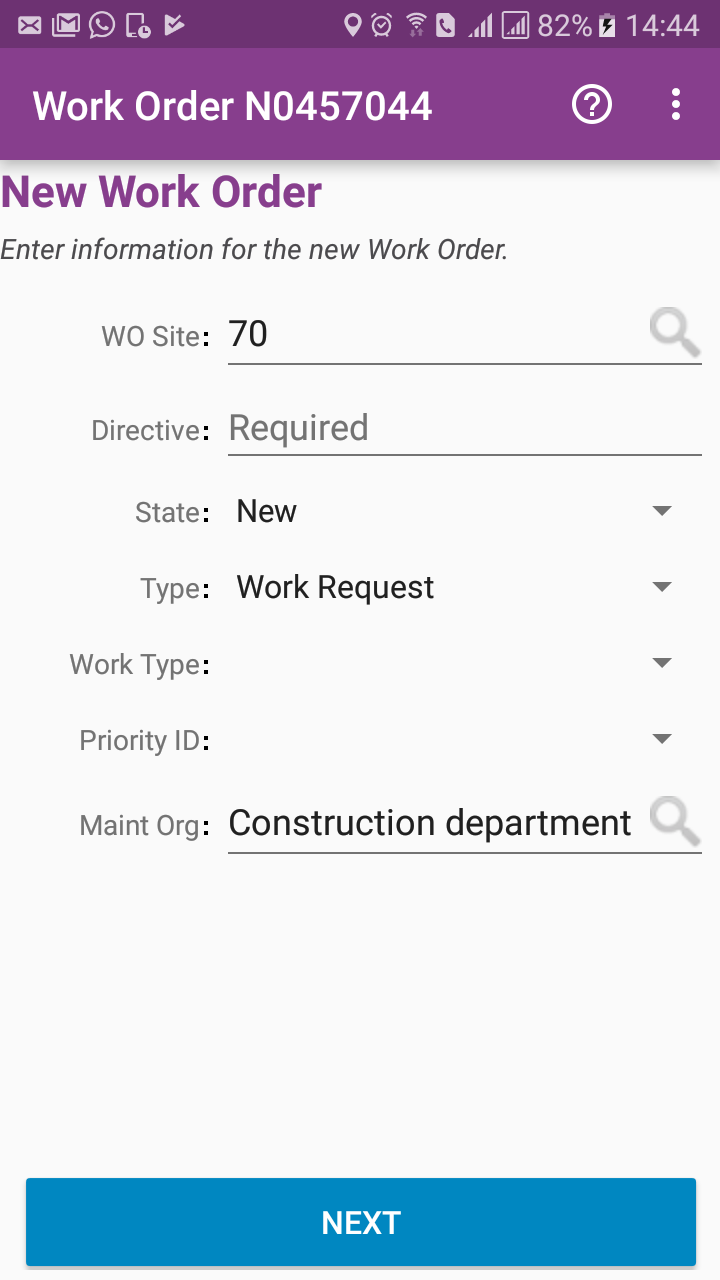 82% 14:44
Work Order N0457044
New Work Order
Enter information for the new Work Order.
WO Site: 70
Directive: Required
State: New
Type: Work Request
Work Type:
Priority ID:
Maint Org: Construction department
NEXT